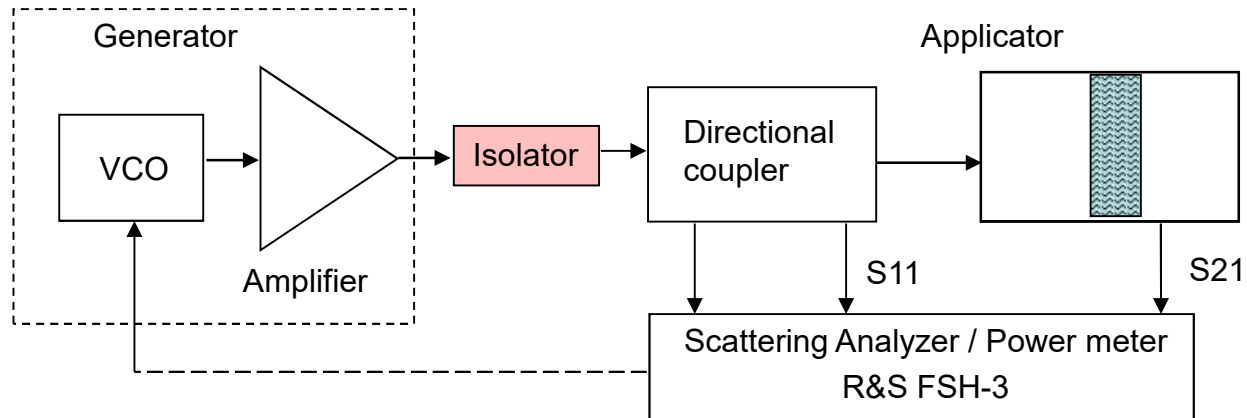 Generator
Applicator
VCO
Isolator
Directional
coupler
Amplifier
S11
S21
Scattering Analyzer / Power meter
R&S FSH-3